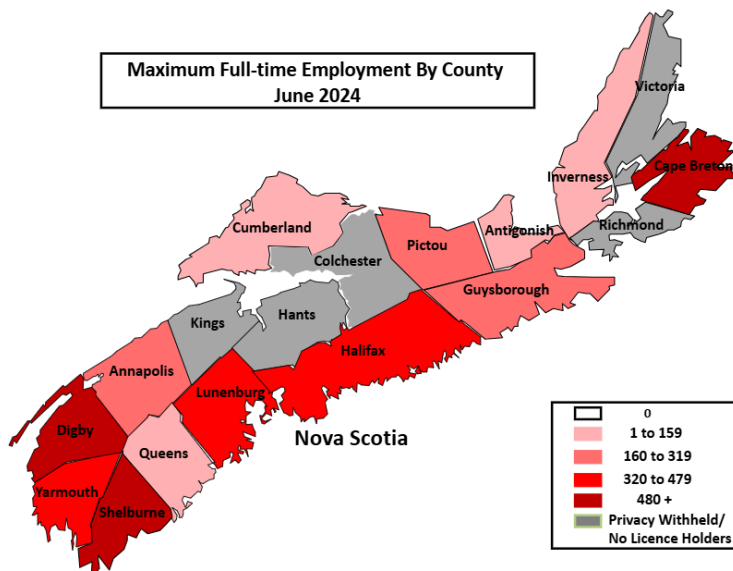 Maximum Full-time Employment By County
June 2024
Victoria
Cape Breton
Inverness
Richmond
Antigonish
Cumberland
Pictou
Colchester
Guysborough
Kings
Hants
Halifax
Annapolis
Lunenburg
Digby
Queens
Nova Scotia
Yarmouth
Shelburne
0
1 to 159
160 to 319
320 to 479
480 +
Privacy Withheld/
No Licence Holders